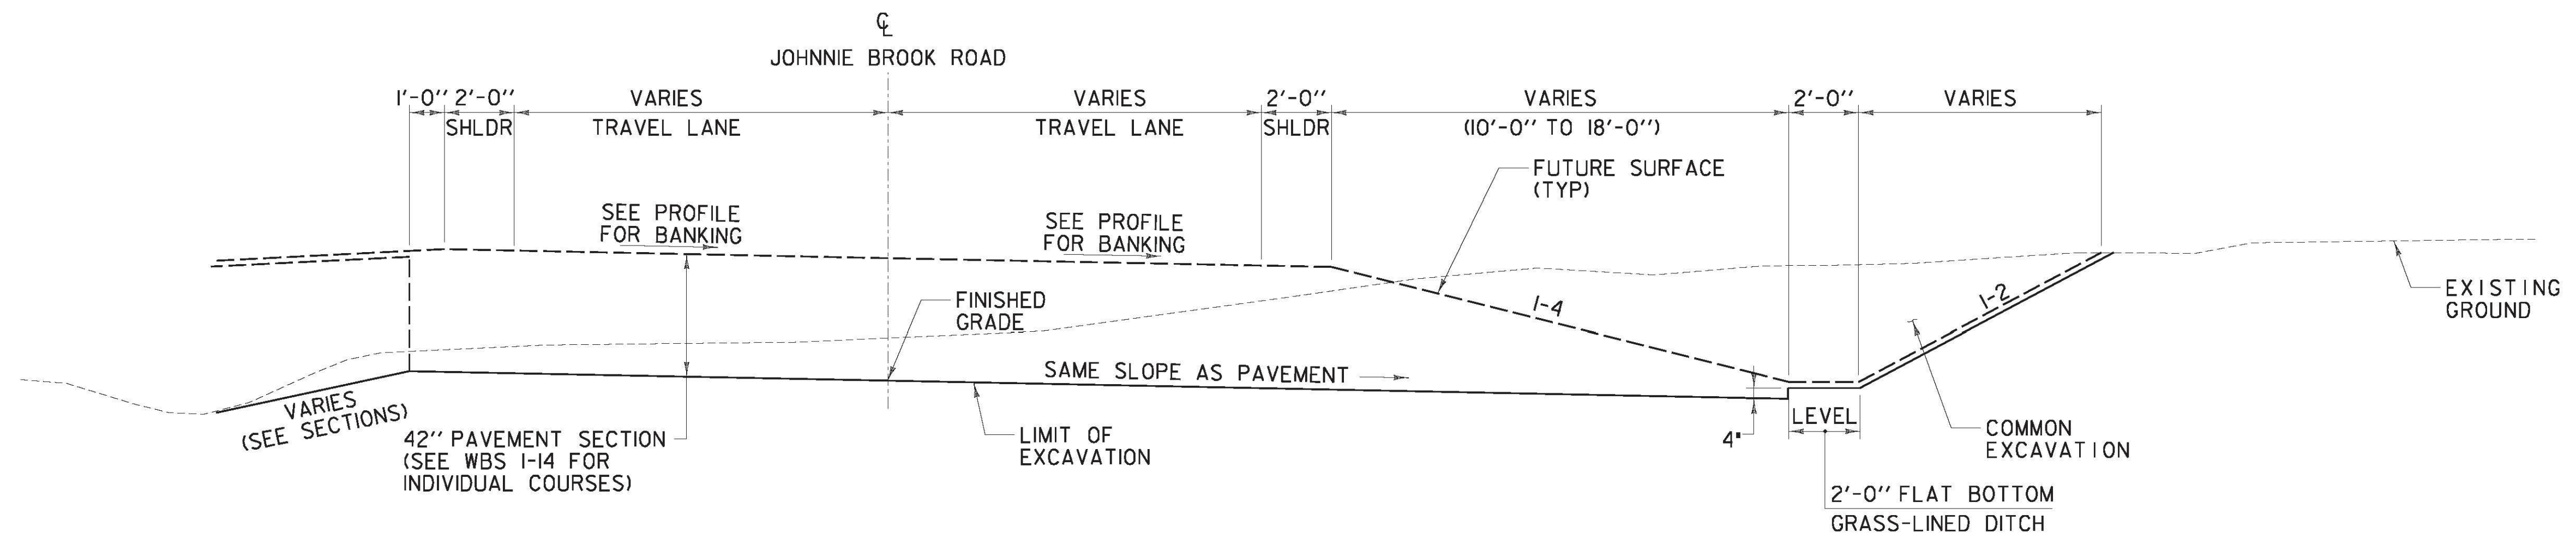 ℄
JOHNNIE BROOK ROAD
1'-0" 2'-0" VARIES VARIES 2'-0" VARIES 2'-0" VARIES
SHLDR TRAVEL LANE TRAVEL LANE SHLDR (10'-0" TO 18'-0")
FUTURE SURFACE
(TYP)
SEE PROFILE
FOR BANKING
SEE PROFILE
FOR BANKING
FINISHED
GRADE
1-4
1-2
EXISTING
GROUND
SAME SLOPE AS PAVEMENT
VARIES
(SEE SECTIONS)
42" PAVEMENT SECTION
(SEE WBS 1-14 FOR
INDIVIDUAL COURSES)
LIMIT OF
EXCAVATION
4"
LEVEL
COMMON
EXCAVATION
2'-0" FLAT BOTTOM
GRASS-LINED DITCH